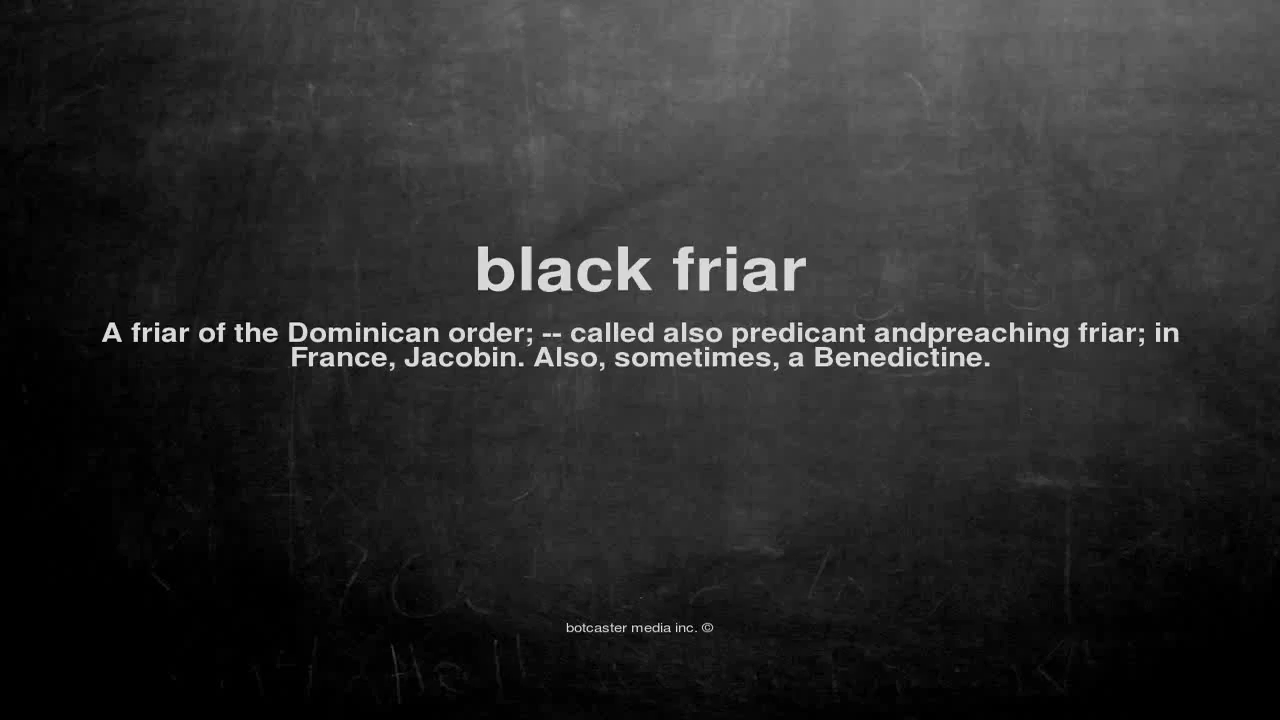 black friar
A friar of the Dominican order; -- called also predicant andpreaching friar; in
France, Jacobin. Also, sometimes, a Benedictine.
botcaster media inc. ©